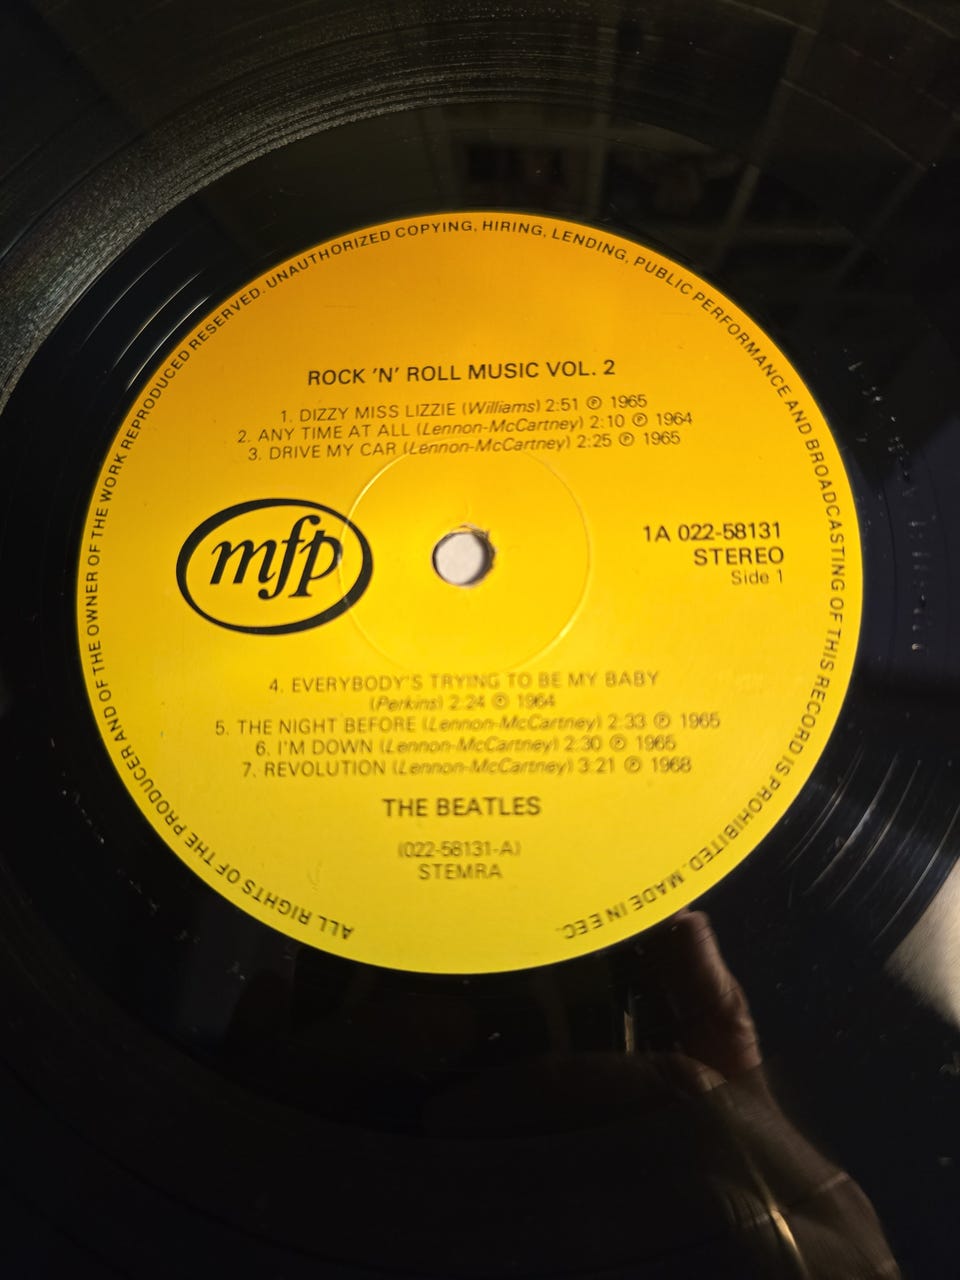 ALL RIGHTS OF THE PRODUCER AND OF THE OWNER OF THE WORK REPRODUCED RESERVED. UNAUTHORIZED COPYING, HIRING, LENDING, PUBLIC PERFORMANCE AND BROADCASTING OF THIS RECORD IS PROHIBITED. MADE IN EEC.
ROCK 'N' ROLL MUSIC VOL. 2
1. DIZZY MISS LIZZIE (Williams) 2:51 ℗ 1965
2. ANY TIME AT ALL (Lennon-McCartney) 2:10 ℗ 1964
3. DRIVE MY CAR (Lennon-McCartney) 2:25 ℗ 1965
mfp
1A 022-58131
STEREO
Side 1
4. EVERYBODY'S TRYING TO BE MY BABY
(Perkins) 2:24 ℗ 1964
5. THE NIGHT BEFORE (Lennon-McCartney) 2:33 ℗ 1965
6. I'M DOWN (Lennon-McCartney) 2:30 ℗ 1965
7. REVOLUTION (Lennon-McCartney) 3:21 ℗ 1968
THE BEATLES
(022-58131-A)
STEMRA